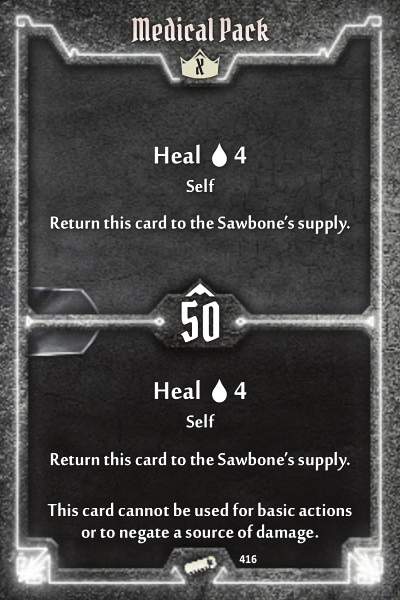 Medical Pack
X
Heal 4
Self
Return this card to the Sawbone's supply.
50
Heal 4
Self
Return this card to the Sawbone's supply.
This card cannot be used for basic actions
or to negate a source of damage.
416